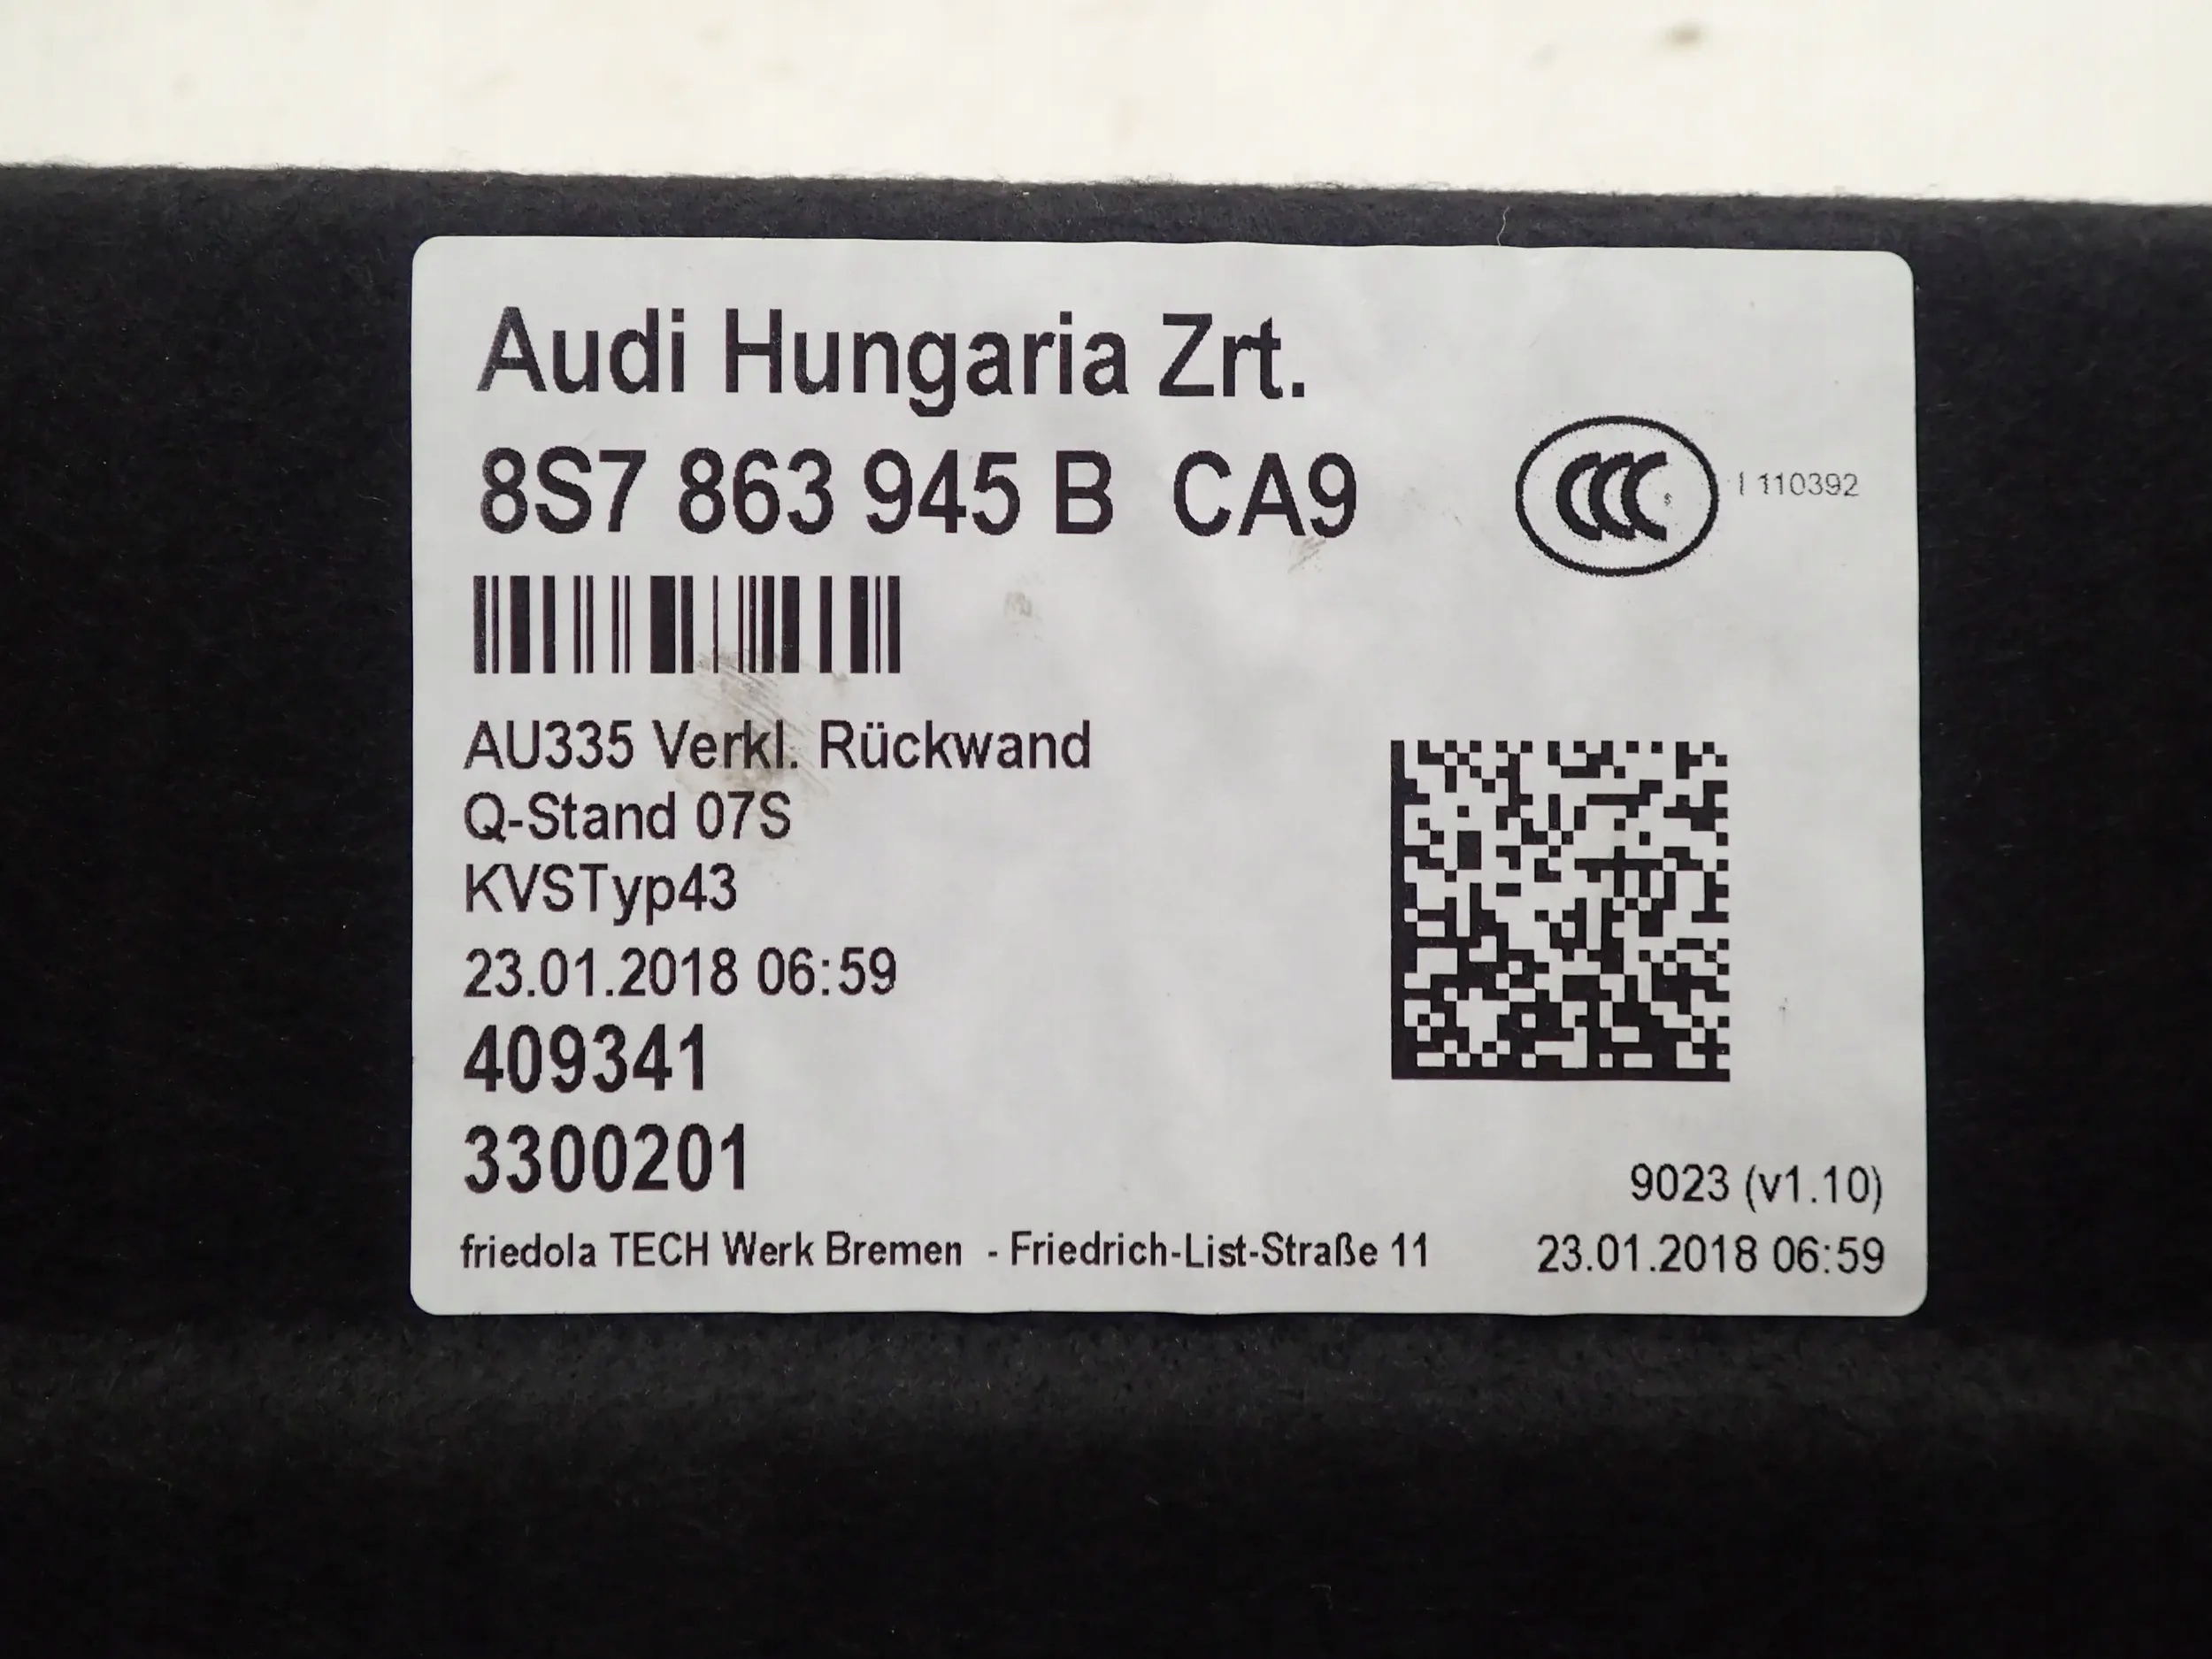 Audi Hungaria Zrt.
8S7 863 945 B CA9
CCC I 110392
AU335 Verkl. Rückwand
Q-Stand 07S
KVSTyp43
23.01.2018 06:59
409341
3300201
9023 (v1.10)
friedola TECH Werk Bremen - Friedrich-List-Straße 11
23.01.2018 06:59